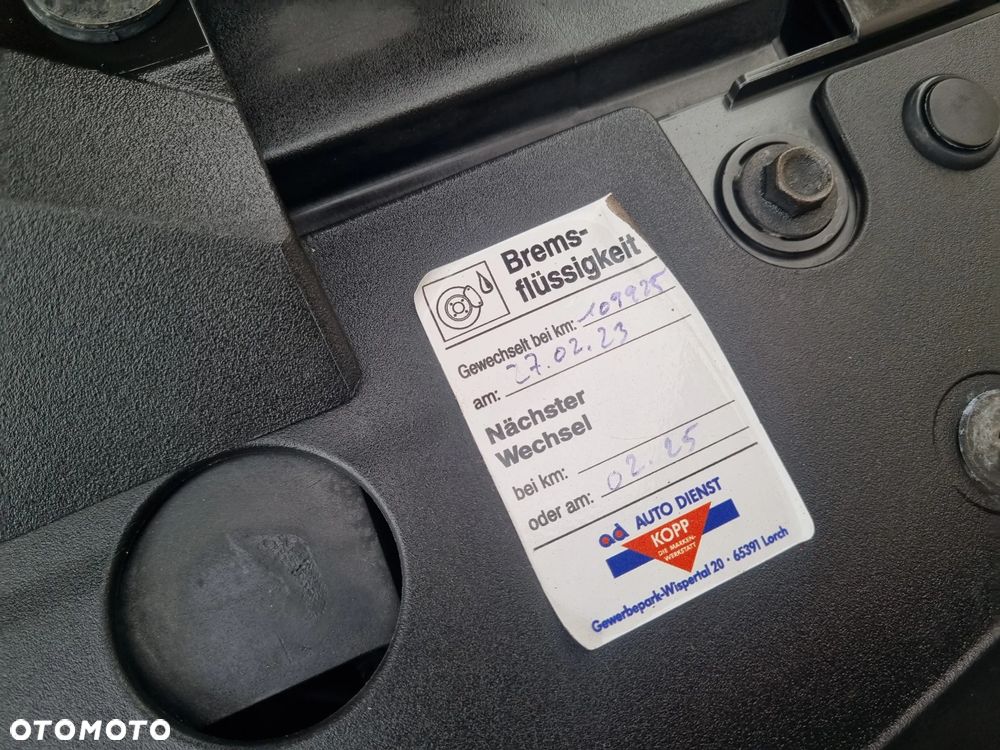 Brems-
flüssigkeit
Gewechselt bei km: 109925
am: 27.02.23
Nächster
Wechsel
bei km:
oder am: 02.25
ad AUTO DIENST
KOPP
DIE MARKEN-
WERKSTATT
Gewerbepark-Wispertal 20 · 65391 Lorch
OTOMOTO